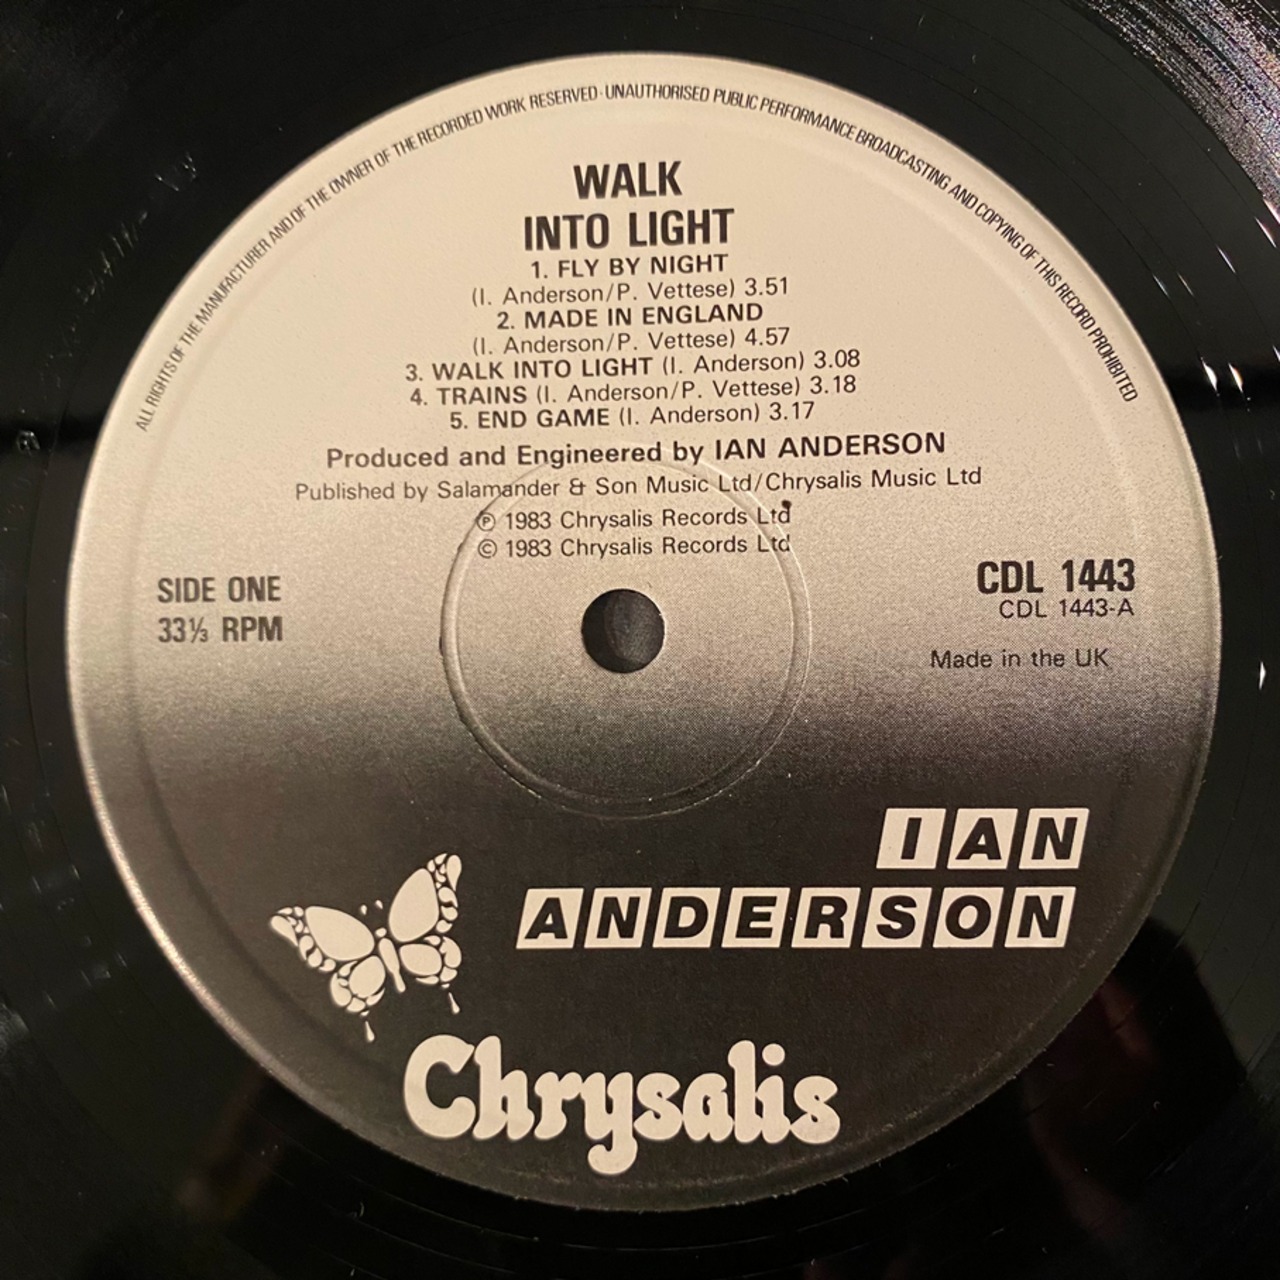 ALL RIGHTS OF THE MANUFACTURER AND OF THE OWNER OF THE RECORDED WORK RESERVED · UNAUTHORISED PUBLIC PERFORMANCE BROADCASTING AND COPYING OF THIS RECORD PROHIBITED
WALK
INTO LIGHT
1. FLY BY NIGHT
(I. Anderson/P. Vettese) 3.51
2. MADE IN ENGLAND
(I. Anderson/P. Vettese) 4.57
3. WALK INTO LIGHT (I. Anderson) 3.08
4. TRAINS (I. Anderson/P. Vettese) 3.18
5. END GAME (I. Anderson) 3.17
Produced and Engineered by IAN ANDERSON
Published by Salamander & Son Music Ltd/Chrysalis Music Ltd
℗ 1983 Chrysalis Records Ltd
© 1983 Chrysalis Records Ltd
SIDE ONE
33⅓ RPM
CDL 1443
CDL 1443-A
Made in the UK
IAN
ANDERSON
Chrysalis